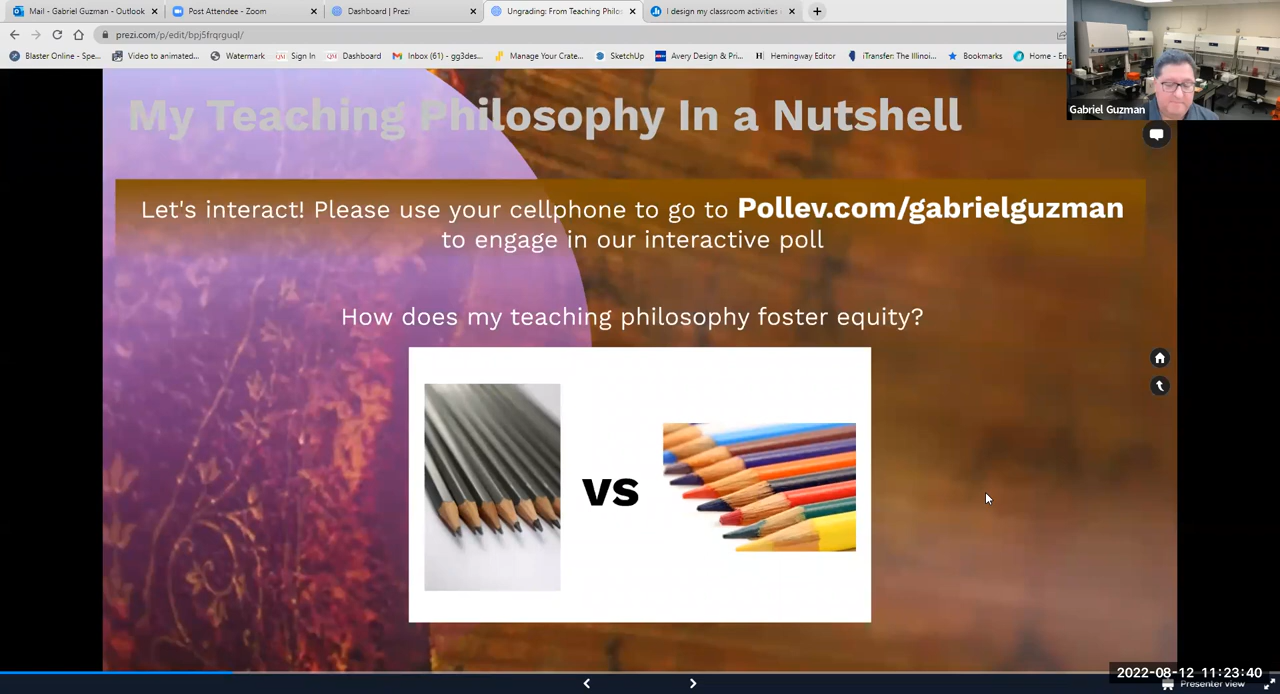 Mail - Gabriel Guzman - Outlook
Post Attendee - Zoom
Dashboard | Prezi
Ungrading: From Teaching Philos
I design my classroom activities
prezi.com/p/edit/bpj5frqrguql/
Blaster Online - Spe...
Video to animated...
Watermark
Sign In
Dashboard
Inbox (61) - gg3des...
Manage Your Crate...
SketchUp
Avery Design & Pri...
Hemingway Editor
iTransfer: The Illinoi...
Bookmarks
Home - En
Gabriel Guzman
My Teaching Philosophy In a Nutshell
Let's interact! Please use your cellphone to go to Pollev.com/gabrielguzman
to engage in our interactive poll
How does my teaching philosophy foster equity?
VS
2022-08-12 11:23:40
Presenter view